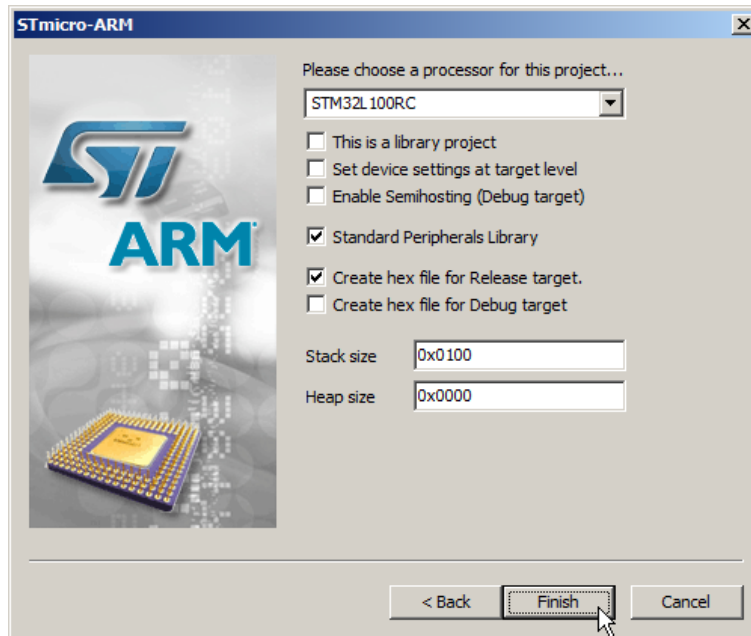 STmicro-ARM
Please choose a processor for this project...
STM32L100RC
This is a library project
Set device settings at target level
Enable Semihosting (Debug target)
Standard Peripherals Library
Create hex file for Release target.
Create hex file for Debug target
Stack size 0x0100
Heap size 0x0000
ST
ARM
< Back Finish Cancel